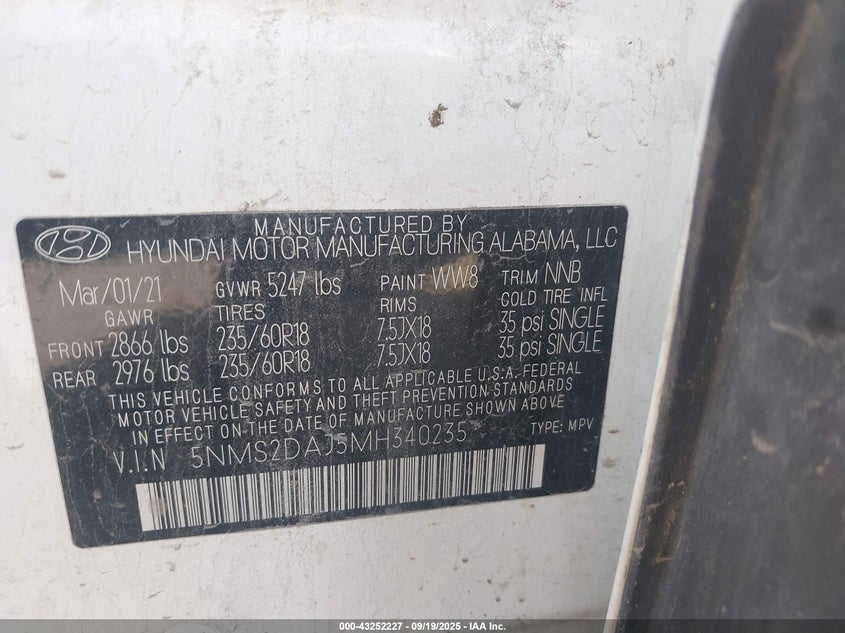 MANUFACTURED BY
HYUNDAI MOTOR MANUFACTURING ALABAMA, LLC
Mar/01/21 GVWR 5247 lbs PAINT WW8 TRIM NNB
GAWR TIRES RIMS COLD TIRE INFL
FRONT 2866 lbs 235/60R18 7.5JX18 35 psi SINGLE
REAR 2976 lbs 235/60R18 7.5JX18 35 psi SINGLE
THIS VEHICLE CONFORMS TO ALL APPLICABLE U.S.A. FEDERAL
MOTOR VEHICLE SAFETY AND THEFT PREVENTION STANDARDS
IN EFFECT ON THE DATE OF MANUFACTURE SHOWN ABOVE
V.I.N 5NMS2DAJ5MH340235 TYPE: MPV
000-43252227 - 09/19/2025 - IAA Inc.